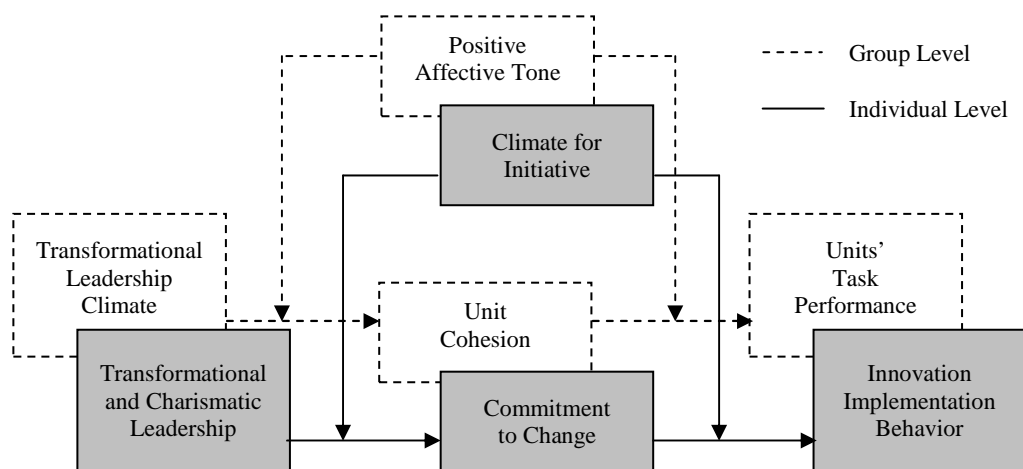 Positive
Affective Tone
Group Level
Individual Level
Climate for
Initiative
Transformational
Leadership
Climate
Units’
Task
Performance
Unit
Cohesion
Transformational
and Charismatic
Leadership
Commitment
to Change
Innovation
Implementation
Behavior